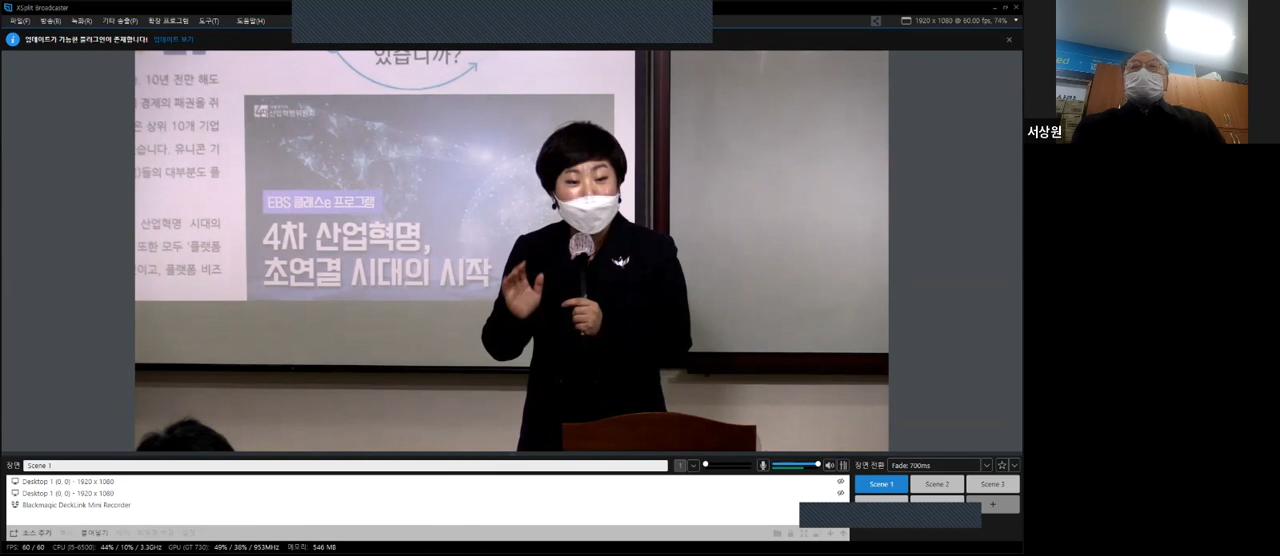 XSplit Broadcaster
파일(F) 방송(B) 녹화(R) 기타 송출(P) 확장 프로그램 도구(T) 도움말(H)
1920 x 1080 @ 60.00 fps, 74%
업데이트가 가능한 플러그인이 존재합니다! 업데이트 보기
있습니까?
. 10년 전만 해도
경제의 패권을 쥐
은 상위 10개 기업
습니다. 유니콘 기
)들의 대부분도 플
산업혁명 시대의
또한 모두 '플랫폼
이고, 플랫폼 비즈
산업혁명위원회
EBS 클래스e 프로그램
4차 산업혁명,
초연결 시대의 시작
서상원
장면 Scene 1
1
장면 전환 Fade: 700ms
Desktop 1 (0, 0) - 1920 x 1080
Desktop 1 (0, 0) - 1920 x 1080
Blackmagic DeckLink Mini Recorder
Scene 1 Scene 2 Scene 3
소스 추가 붙여넣기
FPS: 60 / 60 CPU (i5-6500): 44% / 10% / 3.3GHz GPU (GT 730): 49% / 38% / 953MHz 메모리: 546 MB